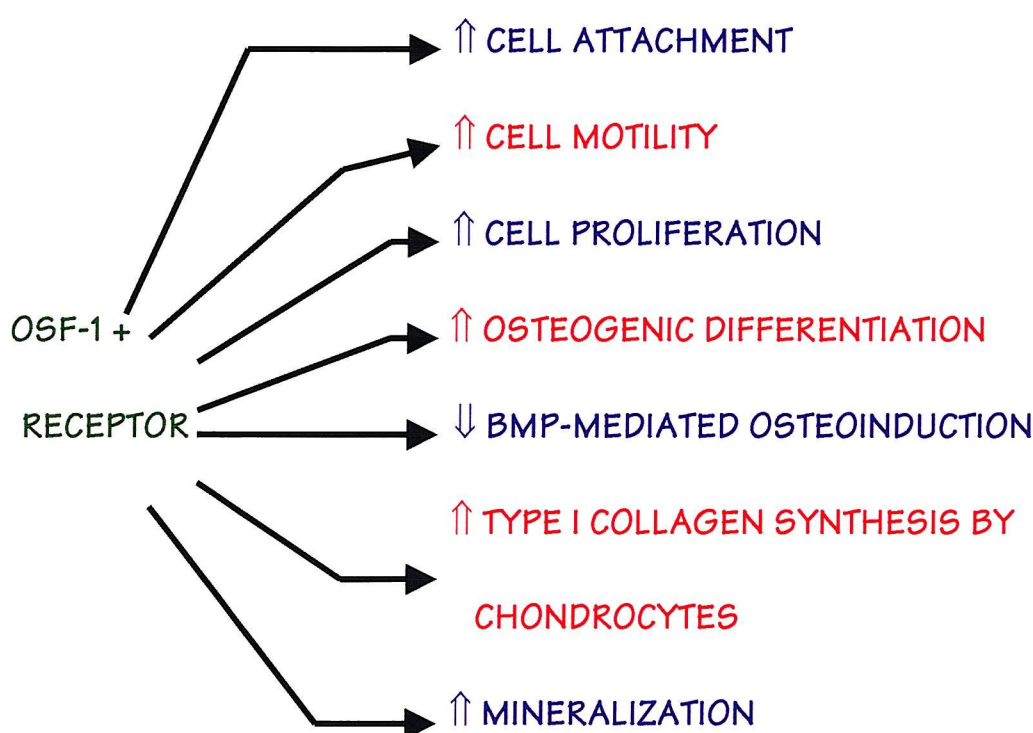 ⇑ CELL ATTACHMENT
⇑ CELL MOTILITY
⇑ CELL PROLIFERATION
OSF-1 +
⇑ OSTEOGENIC DIFFERENTIATION
RECEPTOR
⇓ BMP-MEDIATED OSTEOINDUCTION
⇑ TYPE I COLLAGEN SYNTHESIS BY
CHONDROCYTES
⇑ MINERALIZATION